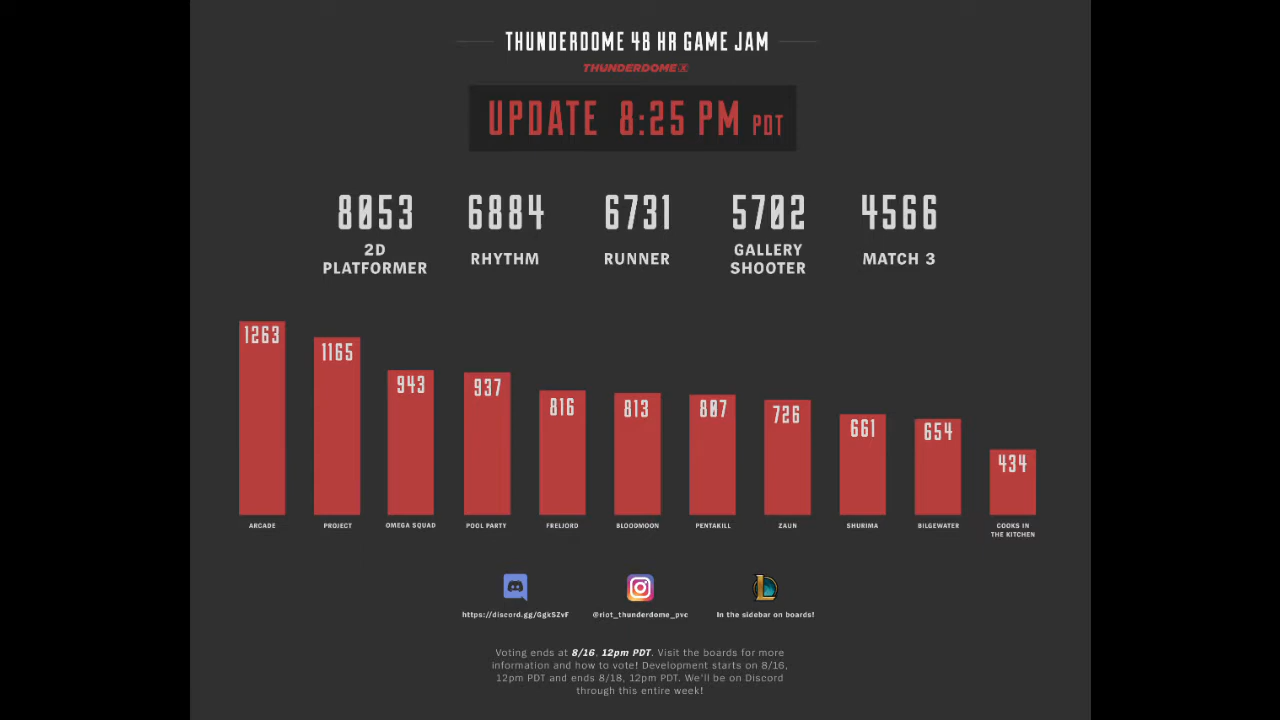 THUNDERDOME 48 HR GAME JAM
THUNDERDOME
UPDATE 8:25 PM PDT
8053 6884 6731 5702 4566
2D PLATFORMER
RHYTHM
RUNNER
GALLERY SHOOTER
MATCH 3
1263
1165
943
937
816
813
807
726
661
654
434
ARCADE
PROJECT
OMEGA SQUAD
POOL PARTY
FRELJORD
BLOODMOON
PENTAKILL
ZAUN
SHURIMA
BILGEWATER
COOKS IN
THE KITCHEN
https://discord.gg/GgkSZvF
@riot_thunderdome_pvc
In the sidebar on boards!
Voting ends at 8/16, 12pm PDT. Visit the boards for more
information and how to vote! Development starts on 8/16,
12pm PDT and ends 8/18, 12pm PDT. We'll be on Discord
through this entire week!